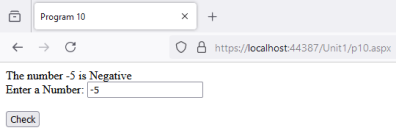 Program 10
https://localhost:44387/Unit1/p10.aspx
The number -5 is Negative
Enter a Number: -5
Check